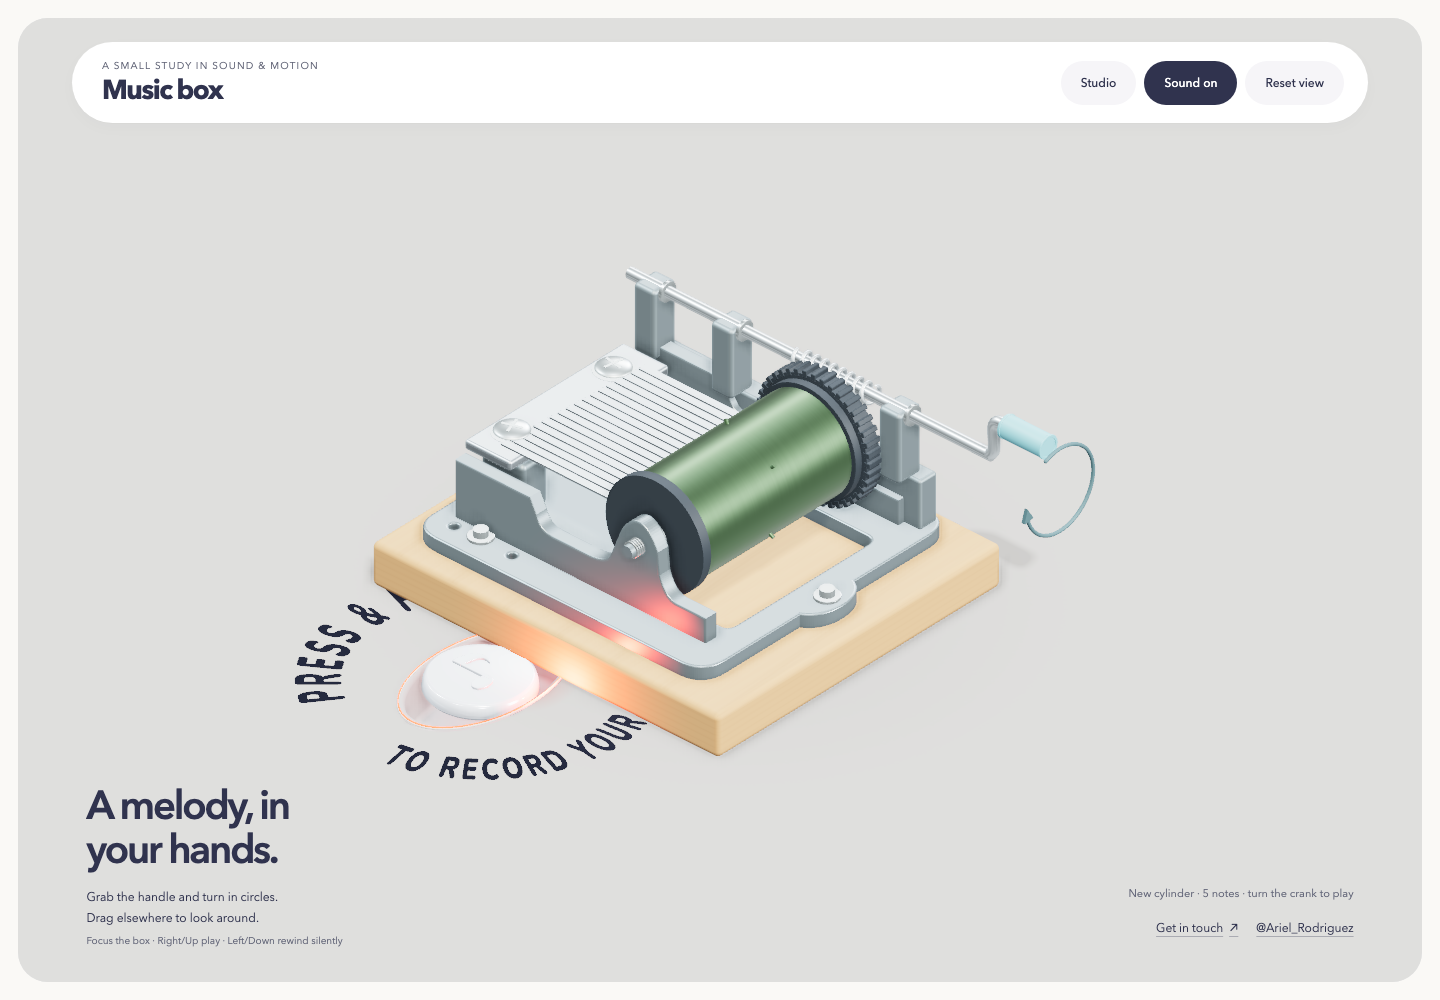 A SMALL STUDY IN SOUND & MOTION
Music box
Studio
Sound on
Reset view
PRESS &
TO RECORD YOUR
A melody, in
your hands.
Grab the handle and turn in circles.
Drag elsewhere to look around.
Focus the box · Right/Up play · Left/Down rewind silently
New cylinder · 5 notes · turn the crank to play
Get in touch ↗ @Ariel_Rodriguez